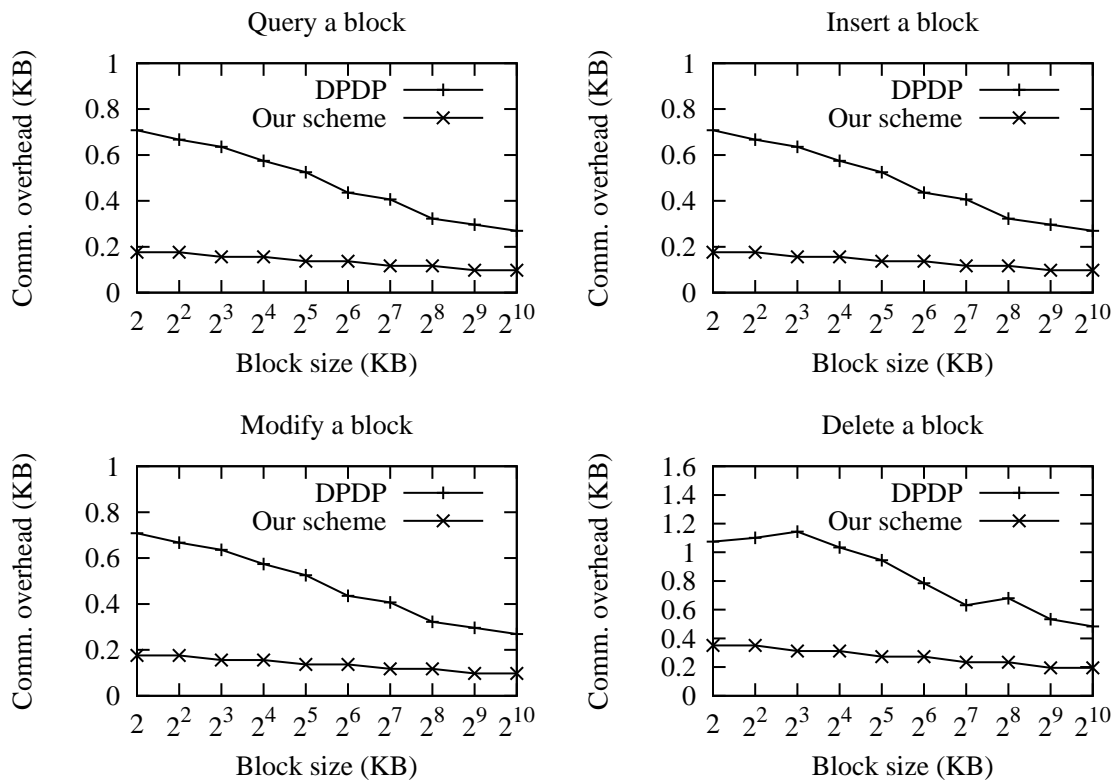 Query a block
Comm. overhead (KB)
1
0.8
0.6
0.4
0.2
0
DPDP
Our scheme
2 2^2 2^3 2^4 2^5 2^6 2^7 2^8 2^9 2^10
Block size (KB)
Insert a block
Comm. overhead (KB)
1
0.8
0.6
0.4
0.2
0
DPDP
Our scheme
2 2^2 2^3 2^4 2^5 2^6 2^7 2^8 2^9 2^10
Block size (KB)
Modify a block
Comm. overhead (KB)
1
0.8
0.6
0.4
0.2
0
DPDP
Our scheme
2 2^2 2^3 2^4 2^5 2^6 2^7 2^8 2^9 2^10
Block size (KB)
Delete a block
Comm. overhead (KB)
1.6
1.4
1.2
1
0.8
0.6
0.4
0.2
0
DPDP
Our scheme
2 2^2 2^3 2^4 2^5 2^6 2^7 2^8 2^9 2^10
Block size (KB)